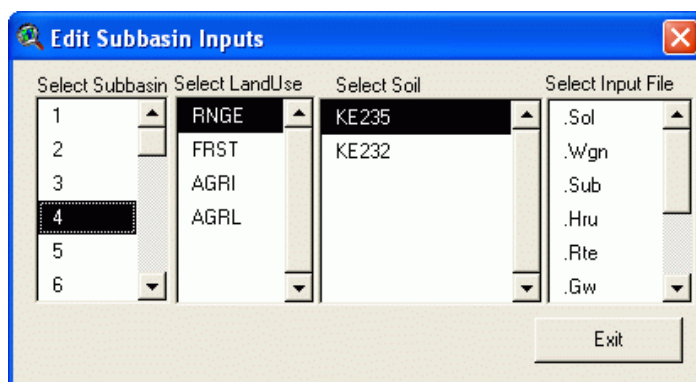 Edit Subbasin Inputs
Select Subbasin Select LandUse Select Soil Select Input File
1 RNGE KE235 .Sol
2 FRST KE232 .Wgn
3 AGRI .Sub
4 AGRL .Hru
5 .Rte
6 .Gw
Exit